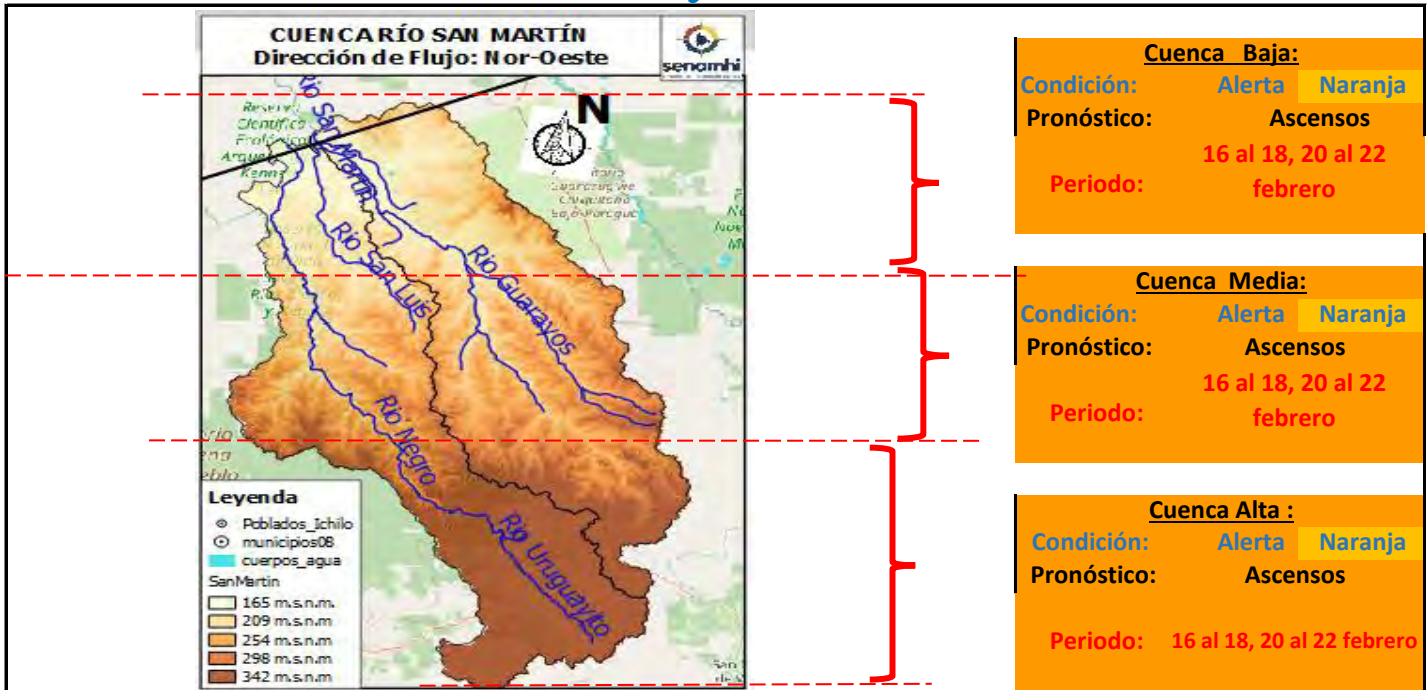 CUENCA RÍO SAN MARTÍN
Dirección de Flujo: Nor-Oeste
senamhi
N
Río San Martín
Río San Luis
Río Guarayos
Río Negro
Río Uruguayito
Leyenda
Poblados_Ichilo
municipios08
cuerpos_agua
SanMartin
165 m.s.n.m.
209 m.s.n.m
254 m.s.n.m
298 m.s.n.m
342 m.s.n.m
Cuenca Baja:
Condición: Alerta Naranja
Pronóstico: Ascensos
16 al 18, 20 al 22
Periodo: febrero
Cuenca Media:
Condición: Alerta Naranja
Pronóstico: Ascensos
16 al 18, 20 al 22
Periodo: febrero
Cuenca Alta :
Condición: Alerta Naranja
Pronóstico: Ascensos
Periodo: 16 al 18, 20 al 22 febrero